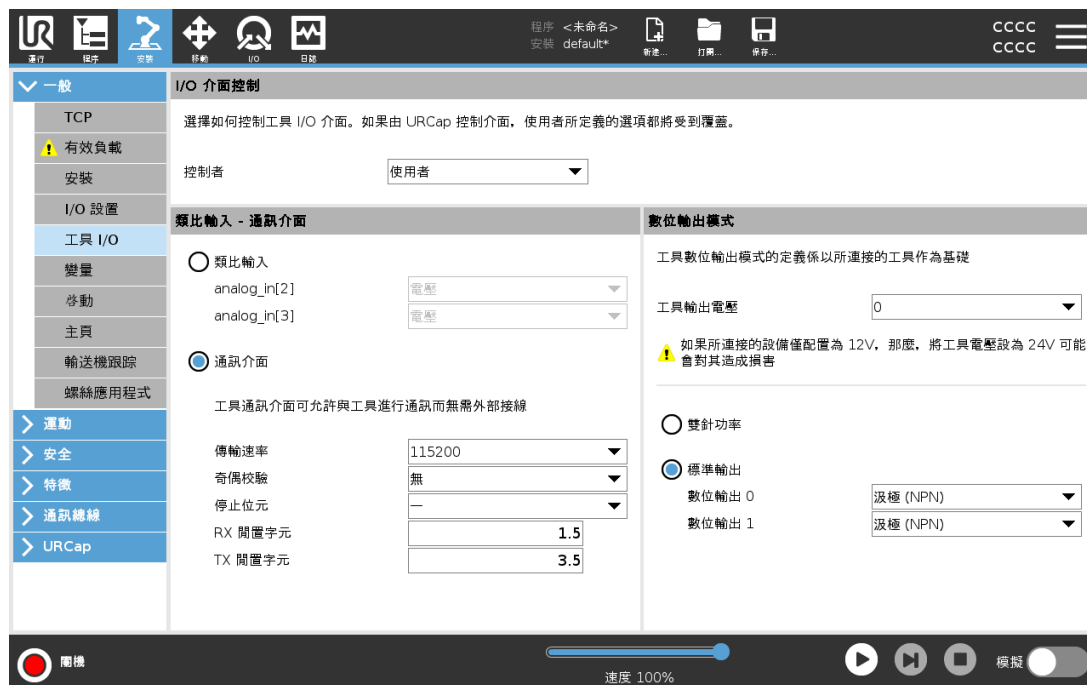 程序 <未命名>
安裝 default*
CCCC
CCCC
運行
程序
安裝
移動
I/O
日誌
新建...
打開...
保存...
一般
TCP
有效負載
安裝
I/O 設置
工具 I/O
變量
啓動
主頁
輸送機跟踪
螺絲應用程式
運動
安全
特徵
通訊總線
URCap
I/O 介面控制
選擇如何控制工具 I/O 介面。如果由 URCap 控制介面，使用者所定義的選項都將受到覆蓋。
控制者
使用者
類比輸入 - 通訊介面
類比輸入
analog_in[2]
電壓
analog_in[3]
電壓
通訊介面
工具通訊介面可允許與工具進行通訊而無需外部接線
傳輸速率
115200
奇偶校驗
無
停止位元
一
RX 閒置字元
1.5
TX 閒置字元
3.5
數位輸出模式
工具數位輸出模式的定義係以所連接的工具作為基礎
工具輸出電壓
0
如果所連接的設備僅配置為 12V，那麼，將工具電壓設為 24V 可能
會對其造成損害
雙針功率
標準輸出
數位輸出 0
汲極 (NPN)
數位輸出 1
汲極 (NPN)
關機
速度 100%
模擬